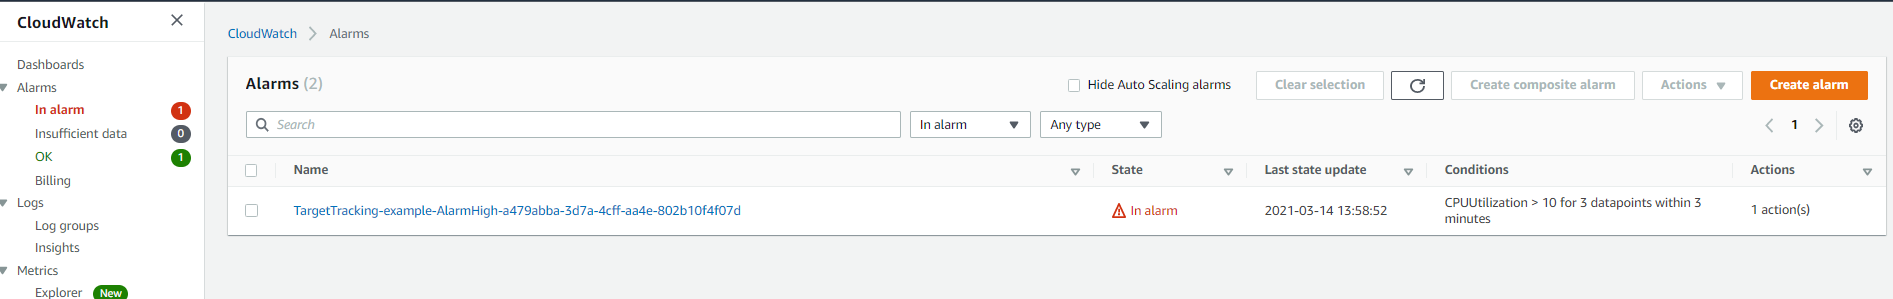 CloudWatch
Dashboards
Alarms
In alarm 1
Insufficient data 0
OK 1
Billing
Logs
Log groups
Insights
Metrics
Explorer New
CloudWatch Alarms
Alarms (2)
Hide Auto Scaling alarms
Clear selection
Create composite alarm
Actions
Create alarm
Search
In alarm
Any type
1
Name State Last state update Conditions Actions
TargetTracking-example-AlarmHigh-a479abba-3d7a-4cff-aa4e-802b10f4f07d In alarm 2021-03-14 13:58:52 CPUUtilization > 10 for 3 datapoints within 3
minutes
1 action(s)